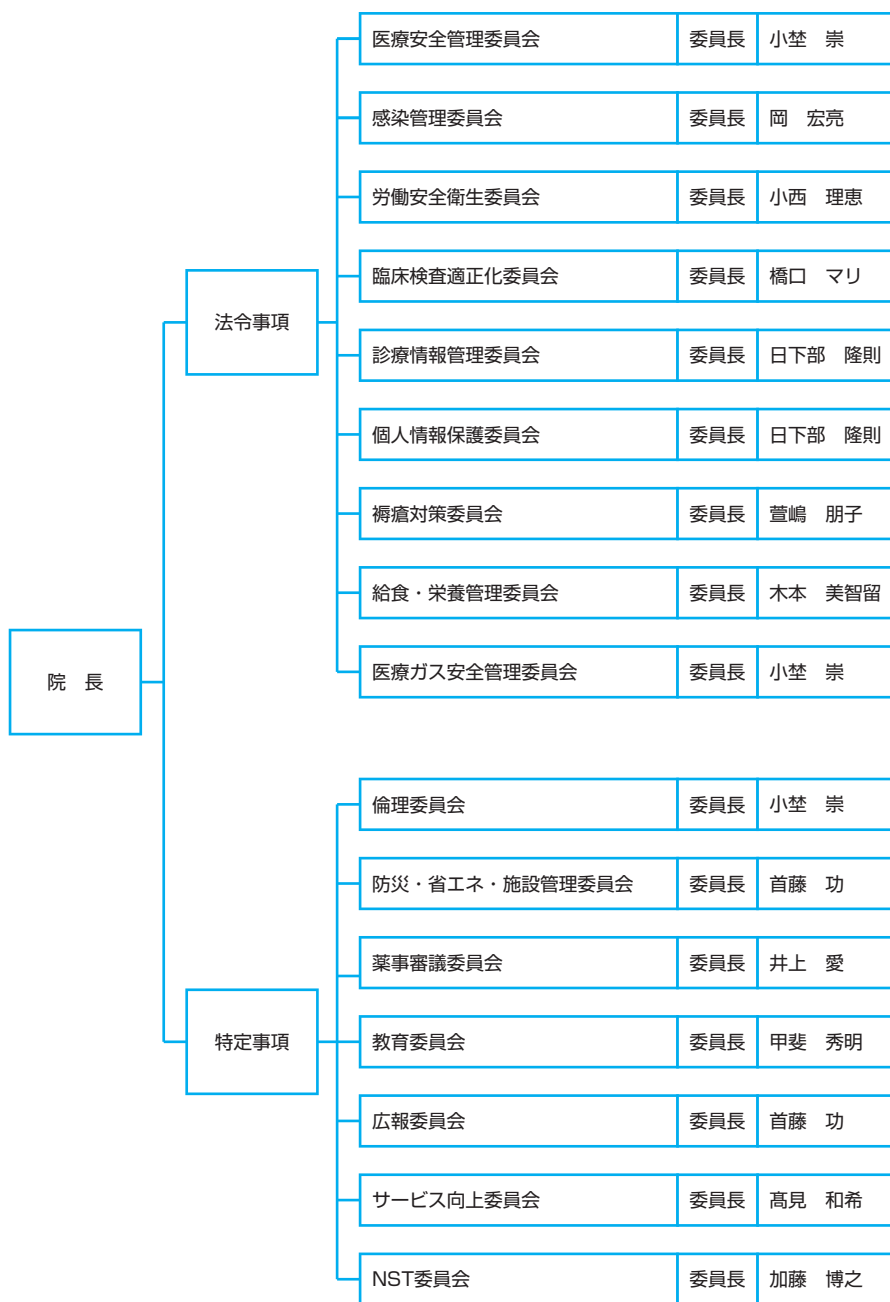 院　長
法令事項
医療安全管理委員会 委員長 小埜　崇
感染管理委員会 委員長 岡　宏亮
労働安全衛生委員会 委員長 小西　理恵
臨床検査適正化委員会 委員長 橋口　マリ
診療情報管理委員会 委員長 日下部　隆則
個人情報保護委員会 委員長 日下部　隆則
褥瘡対策委員会 委員長 萱嶋　朋子
給食・栄養管理委員会 委員長 木本　美智留
医療ガス安全管理委員会 委員長 小埜　崇
特定事項
倫理委員会 委員長 小埜　崇
防災・省エネ・施設管理委員会 委員長 首藤　功
薬事審議委員会 委員長 井上　愛
教育委員会 委員長 甲斐　秀明
広報委員会 委員長 首藤　功
サービス向上委員会 委員長 髙見　和希
NST委員会 委員長 加藤　博之